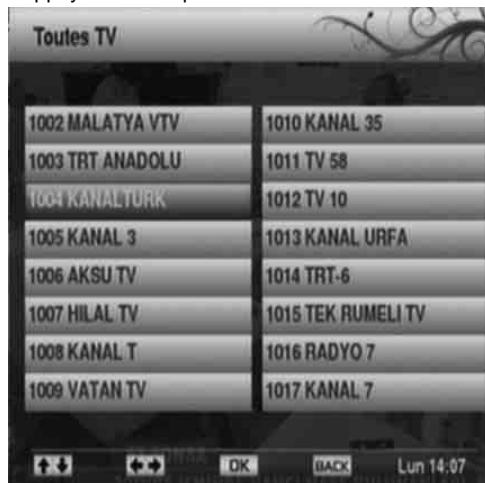 Toutes TV
1002 MALATYA VTV
1003 TRT ANADOLU
1004 KANALTURK
1005 KANAL 3
1006 AKSU TV
1007 HILAL TV
1008 KANAL T
1009 VATAN TV
1010 KANAL 35
1011 TV 58
1012 TV 10
1013 KANAL URFA
1014 TRT-6
1015 TEK RUMELI TV
1016 RADYO 7
1017 KANAL 7
OK BACK Lun 14:07